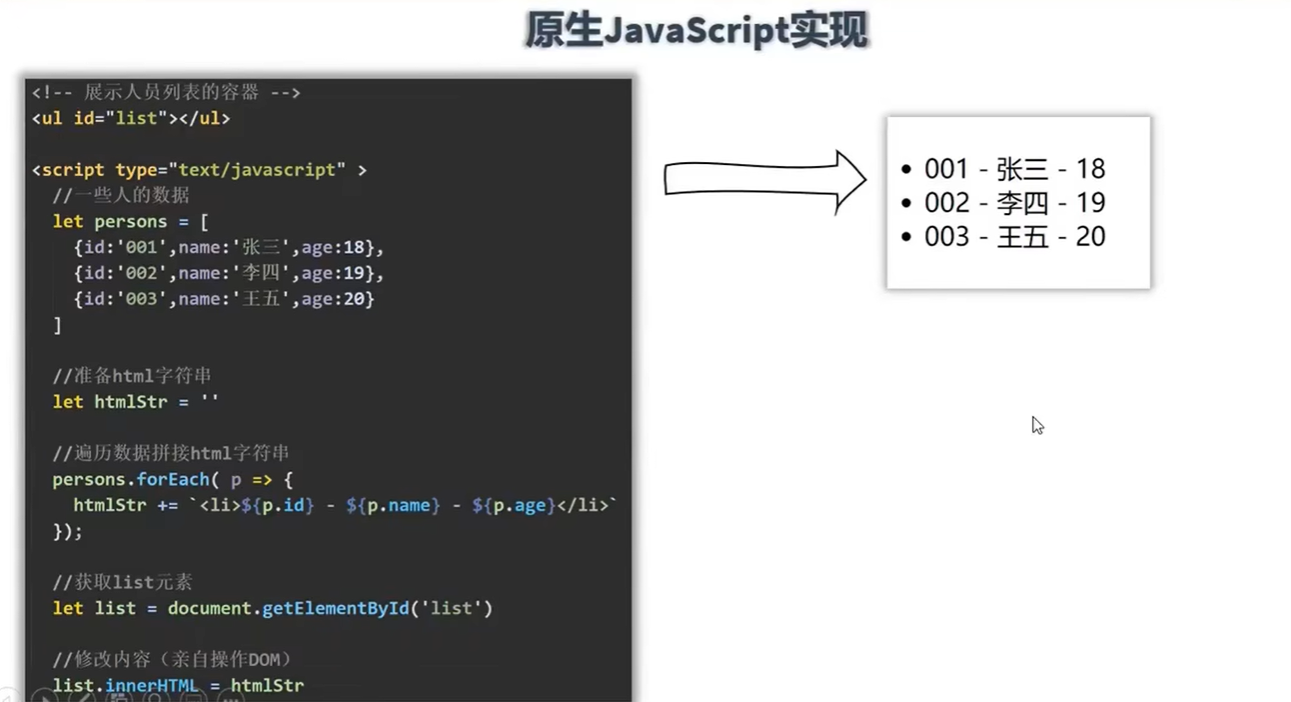 原生JavaScript实现
<!-- 展示人员列表的容器 -->
<ul id="list"></ul>
<script type="text/javascript" >
//一些人的数据
let persons = [
{id:'001',name:'张三',age:18},
{id:'002',name:'李四',age:19},
{id:'003',name:'王五',age:20}
]
//准备html字符串
let htmlStr = ''
//遍历数据拼接html字符串
persons.forEach( p => {
htmlStr += `<li>${p.id} - ${p.name} - ${p.age}</li>`
});
//获取list元素
let list = document.getElementById('list')
//修改内容（亲自操作DOM）
list.innerHTML = htmlStr
• 001 - 张三 - 18
• 002 - 李四 - 19
• 003 - 王五 - 20